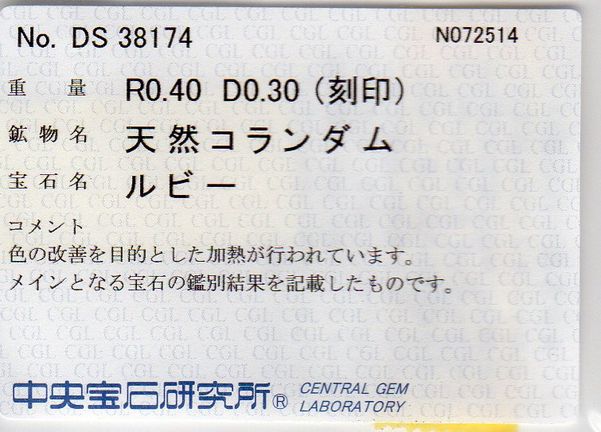 No. DS 38174 N072514
重量 R0.40 D0.30 (刻印)
鉱物名 天然コランダム
宝石名 ルビー
コメント
色の改善を目的とした加熱が行われています。
メインとなる宝石の鑑別結果を記載したものです。
中央宝石研究所® CENTRAL GEM
LABORATORY